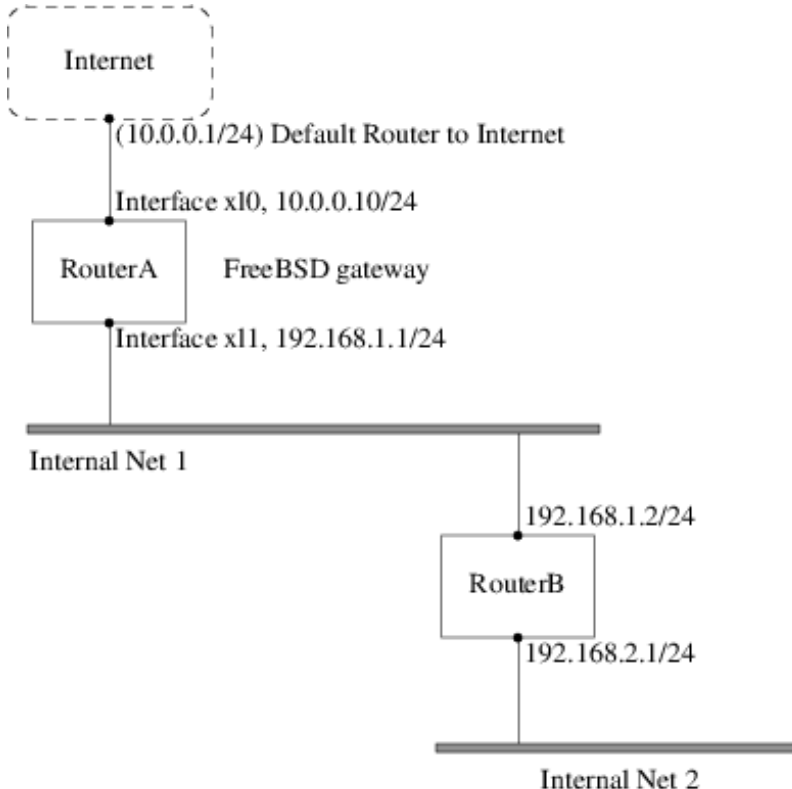 Internet
(10.0.0.1/24) Default Router to Internet
Interface xl0, 10.0.0.10/24
RouterA
FreeBSD gateway
Interface xl1, 192.168.1.1/24
Internal Net 1
192.168.1.2/24
RouterB
192.168.2.1/24
Internal Net 2